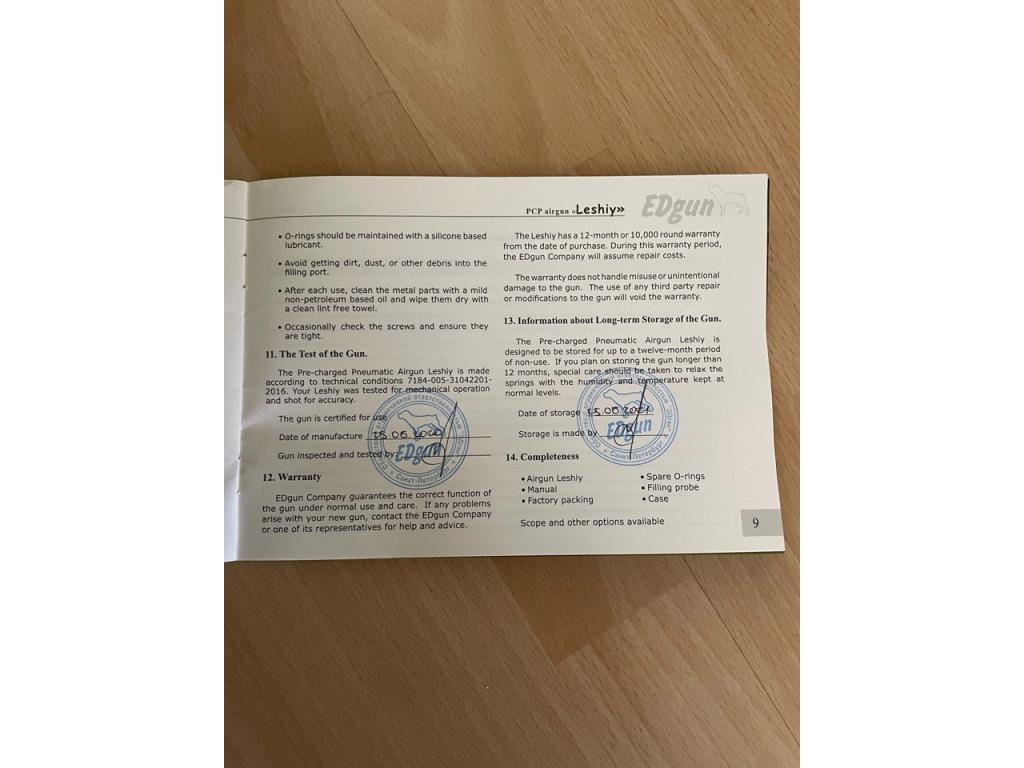 PCP airgun «Leshiy»
EDgun
• O-rings should be maintained with a silicone based
lubricant.
• Avoid getting dirt, dust, or other debris into the
filling port.
• After each use, clean the metal parts with a mild
non-petroleum based oil and wipe them dry with
a clean lint free towel.
• Occasionally check the screws and ensure they
are tight.
11. The Test of the Gun.
The Pre-charged Pneumatic Airgun Leshiy is made
according to technical conditions 7184-005-31042201-
2016. Your Leshiy was tested for mechanical operation
and shot for accuracy.
The gun is certified for use
Date of manufacture 25.06.2020
Gun inspected and tested by
EDgun
Санкт-Петербург
12. Warranty
EDgun Company guarantees the correct function of
the gun under normal use and care. If any problems
arise with your new gun, contact the EDgun Company
or one of its representatives for help and advice.
The Leshiy has a 12-month or 10,000 round warranty
from the date of purchase. During this warranty period,
the EDgun Company will assume repair costs.
The warranty does not handle misuse or unintentional
damage to the gun. The use of any third party repair
or modifications to the gun will void the warranty.
13. Information about Long-term Storage of the Gun.
The Pre-charged Pneumatic Airgun Leshiy is
designed to be stored for up to a twelve-month period
of non-use. If you plan on storing the gun longer than
12 months, special care should be taken to relax the
springs with the humidity and temperature kept at
normal levels.
Date of storage 25.06.2021
Storage is made by
EDgun
Санкт-Петербург
14. Completeness
• Airgun Leshiy
• Manual
• Factory packing
• Spare O-rings
• Filling probe
• Case
Scope and other options available
9